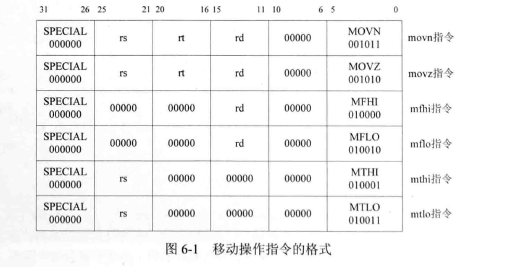 31 26 25 21 20 16 15 11 10 6 5 0
SPECIAL 000000 rs rt rd 00000 MOVN 001011 movn指令
SPECIAL 000000 rs rt rd 00000 MOVZ 001010 movz指令
SPECIAL 000000 00000 00000 rd 00000 MFHI 010000 mfhi指令
SPECIAL 000000 00000 00000 rd 00000 MFLO 010010 mflo指令
SPECIAL 000000 rs 00000 00000 00000 MTHI 010001 mthi指令
SPECIAL 000000 rs 00000 00000 00000 MTLO 010011 mtlo指令
图 6-1 移动操作指令的格式